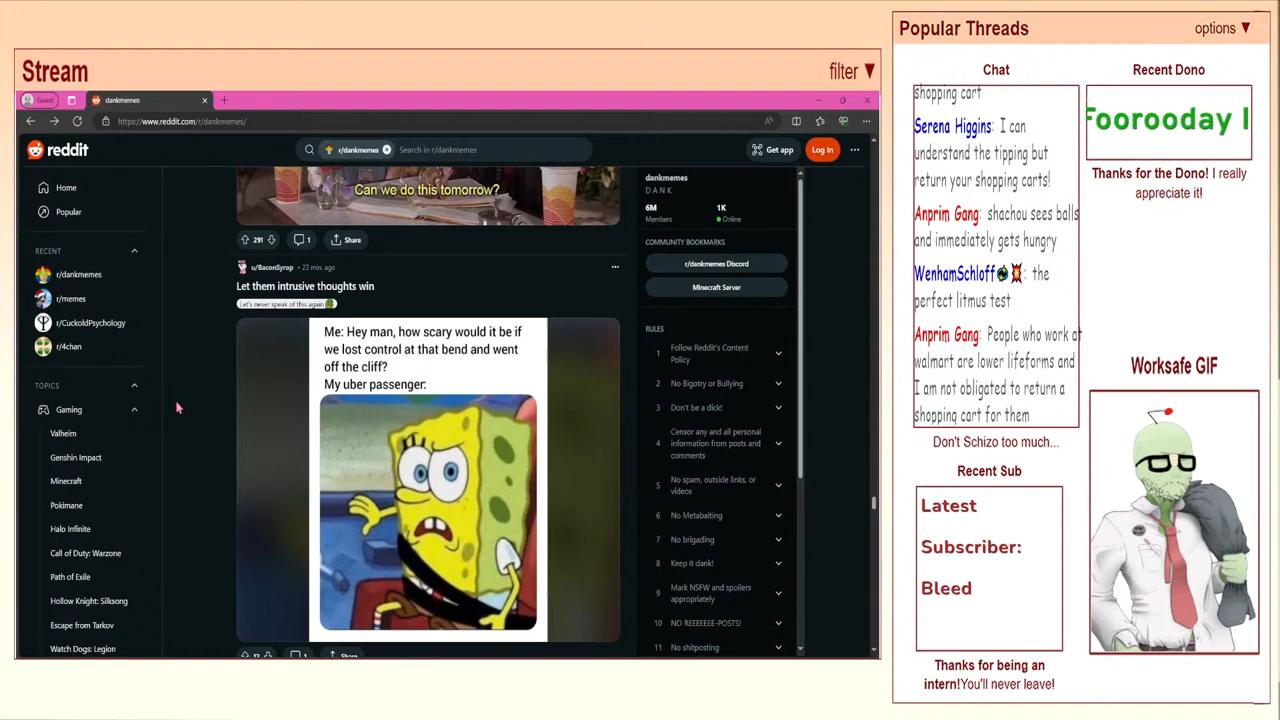 Stream
filter ▼
Guest
dankmemes
https://www.reddit.com/r/dankmemes/
reddit
r/dankmemes
Search in r/dankmemes
Get app
Log In
Home
Popular
RECENT
r/dankmemes
r/memes
r/CuckoldPsychology
r/4chan
TOPICS
Gaming
Valheim
Genshin Impact
Minecraft
Pokimane
Halo Infinite
Call of Duty: Warzone
Path of Exile
Hollow Knight: Silksong
Escape from Tarkov
Watch Dogs: Legion
Can we do this tomorrow?
291
1
Share
u/BaconSyrop • 22 min. ago
Let them intrusive thoughts win
Let's never speak of this again
Me: Hey man, how scary would it be if
we lost control at that bend and went
off the cliff?
My uber passenger:
Share
dankmemes
D A N K
6M
1K
Members
Online
COMMUNITY BOOKMARKS
r/dankmemes Discord
Minecraft Server
RULES
1 Follow Reddit's Content
Policy
2 No Bigotry or Bullying
3 Don't be a dick!
4 Censor any and all personal
information from posts and
comments
5 No spam, outside links, or
videos
6 No Metabaiting
7 No brigading
8 Keep it dank!
9 Mark NSFW and spoilers
appropriately
10 NO REEEEEEE-POSTS!
11 No shitposting
Popular Threads
options ▼
Chat
shopping cart
Serena Higgins: I can
understand the tipping but
return your shopping carts!
Anprim Gang: shachou sees balls
and immediately gets hungry
WenhamSchloff: the
perfect litmus test
Anprim Gang: People who work at
walmart are lower lifeforms and
I am not obligated to return a
shopping cart for them
Don't Schizo too much...
Recent Sub
Latest
Subscriber:
Bleed
Thanks for being an
intern!You'll never leave!
Recent Dono
Foorooday
Thanks for the Dono! I really
appreciate it!
Worksafe GIF